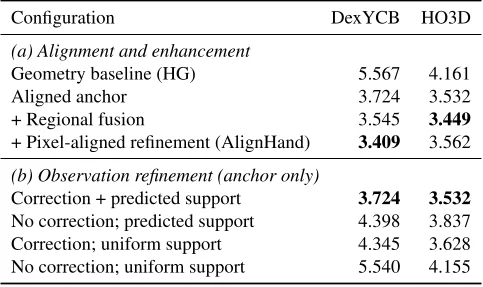 Configuration DexYCB HO3D
(a) Alignment and enhancement
Geometry baseline (HG) 5.567 4.161
Aligned anchor 3.724 3.532
+ Regional fusion 3.545 3.449
+ Pixel-aligned refinement (AlignHand) 3.409 3.562
(b) Observation refinement (anchor only)
Correction + predicted support 3.724 3.532
No correction; predicted support 4.398 3.837
Correction; uniform support 4.345 3.628
No correction; uniform support 5.540 4.155